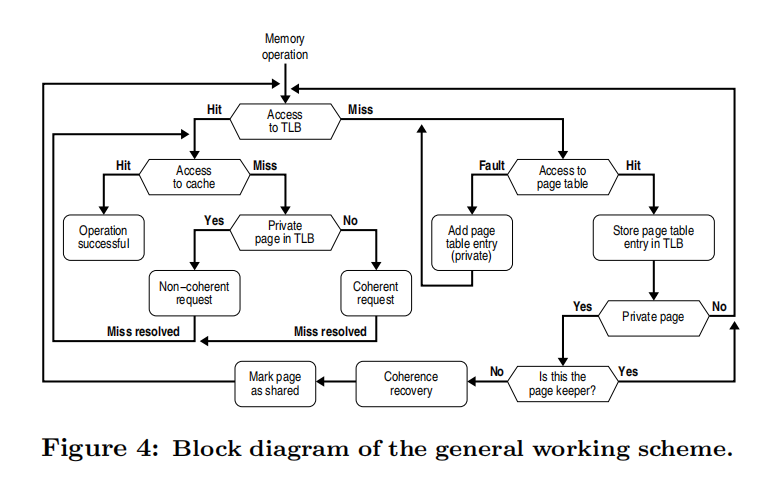 Memory
operation
Hit
Access
to TLB
Miss
Hit
Access
to cache
Miss
Fault
Access to
page table
Hit
Operation
successful
Yes
Private
page in TLB
No
Add page
table entry
(private)
Store page table
entry in TLB
Non−coherent
request
Coherent
request
Yes
Private page
No
Miss resolved
Miss resolved
Mark page
as shared
Coherence
recovery
No
Is this the
page keeper?
Yes
Figure 4: Block diagram of the general working scheme.